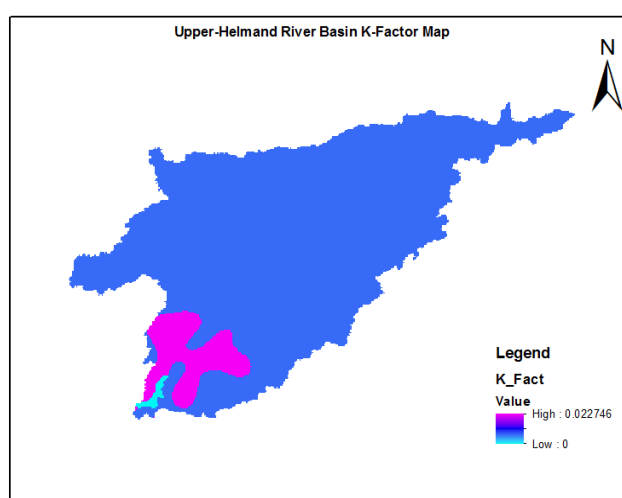 Upper-Helmand River Basin K-Factor Map
N
Legend
K_Fact
Value
High : 0.022746
Low : 0